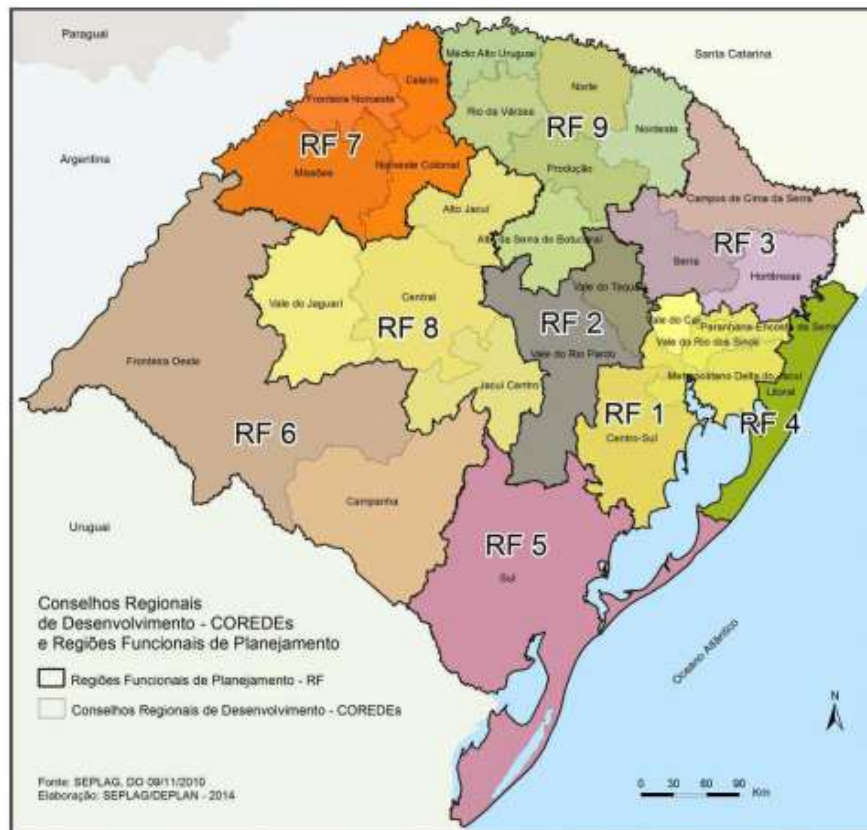 Paraguai
Santa Catarina
Argentina
Uruguai
Oceano Atlântico
Médio Alto Uruguai
Norte
Celeiro
Fronteira Noroeste
Rio da Várzea
Nordeste
RF 9
RF 7
Missões
Noroeste Colonial
Produção
Alto Jacuí
Campos de Cima da Serra
Alto da Serra do Botucaraí
RF 3
Serra
Hortênsias
Vale do Taquari
Vale do Jaguari
Central
RF 8
RF 2
Vale do Caí
Paranhana-Encosta da Serra
Vale do Rio dos Sinos
Vale do Rio Pardo
Fronteira Oeste
Metropolitano Delta do Jacuí
Jacuí Centro
Litoral
RF 1
RF 4
RF 6
Centro-Sul
Campanha
RF 5
Sul
Conselhos Regionais
de Desenvolvimento - COREDEs
e Regiões Funcionais de Planejamento
Regiões Funcionais de Planejamento - RF
Conselhos Regionais de Desenvolvimento - COREDEs
Fonte: SEPLAG, DO 09/11/2010
Elaboração: SEPLAG/DEPLAN - 2014
N
0 30 60 90
Km